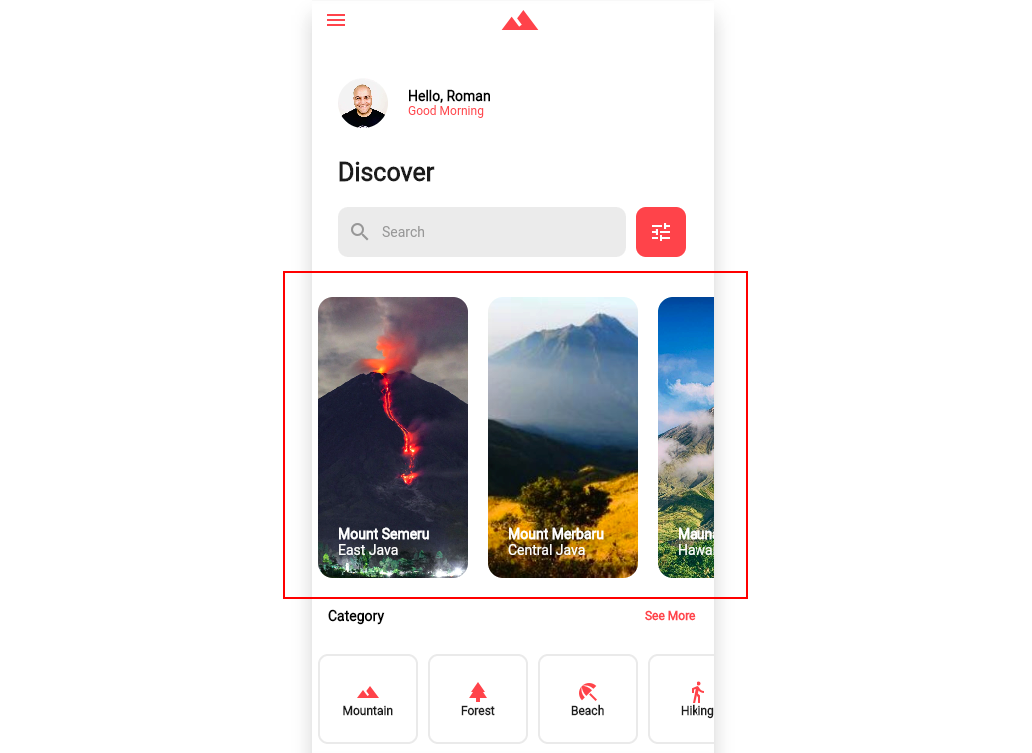 Hello, Roman
Good Morning
Discover
Search
Mount Semeru
East Java
Mount Merbaru
Central Java
Mauna
Hawa
Category
See More
Mountain
Forest
Beach
Hiking